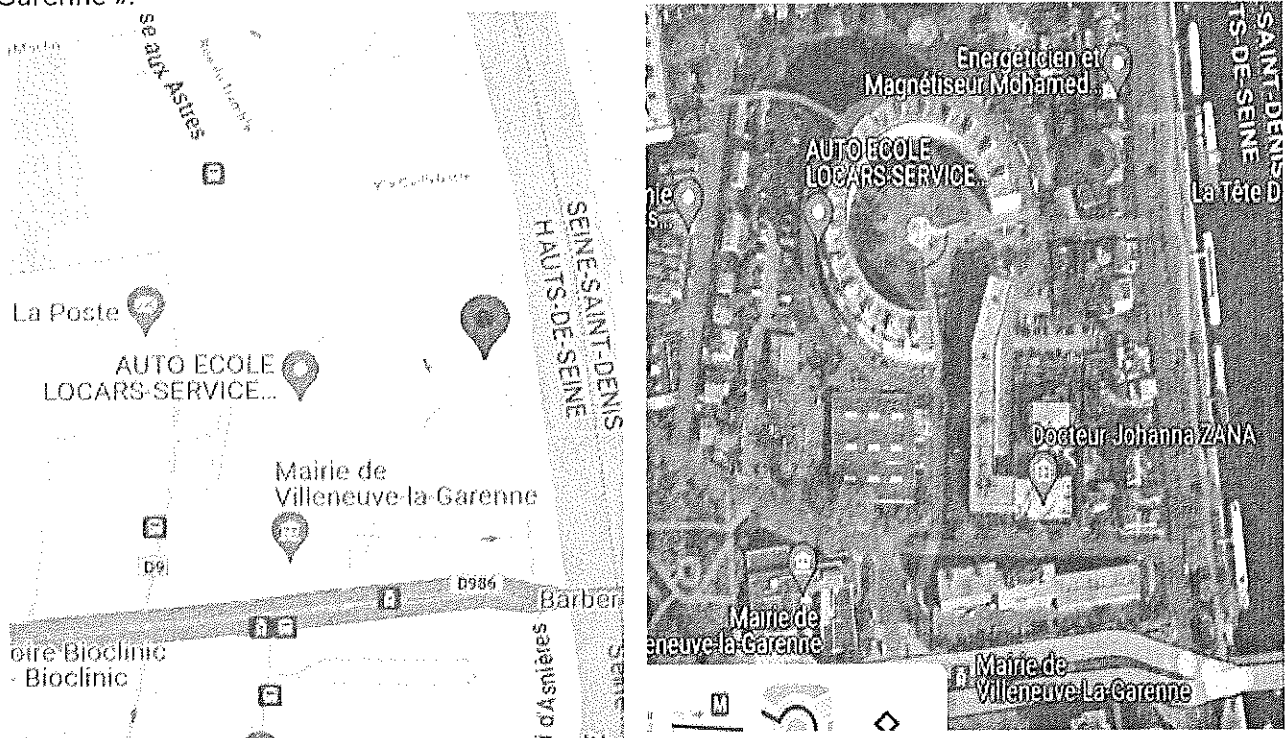 Garenne ».
se aux Astres
La Poste
AUTO ECOLE
LOCARS-SERVICE...
Mairie de
Villeneuve-la-Garenne
D9
D986
SEINE-SAINT-DENIS
HAUTS-DE-SEINE
Barber
oire Bioclinic
- Bioclinic
i d'Asnières
Seine
Energéticien et
Magnétiseur Mohamed...
AUTO ECOLE
LOCARS-SERVICE...
SAINT-DENIS
TS-DE-SEINE
La Tête D
Docteur Johanna ZANA
Mairie de
eneuve-la-Garenne
Mairie de
Villeneuve-La-Garenne
M